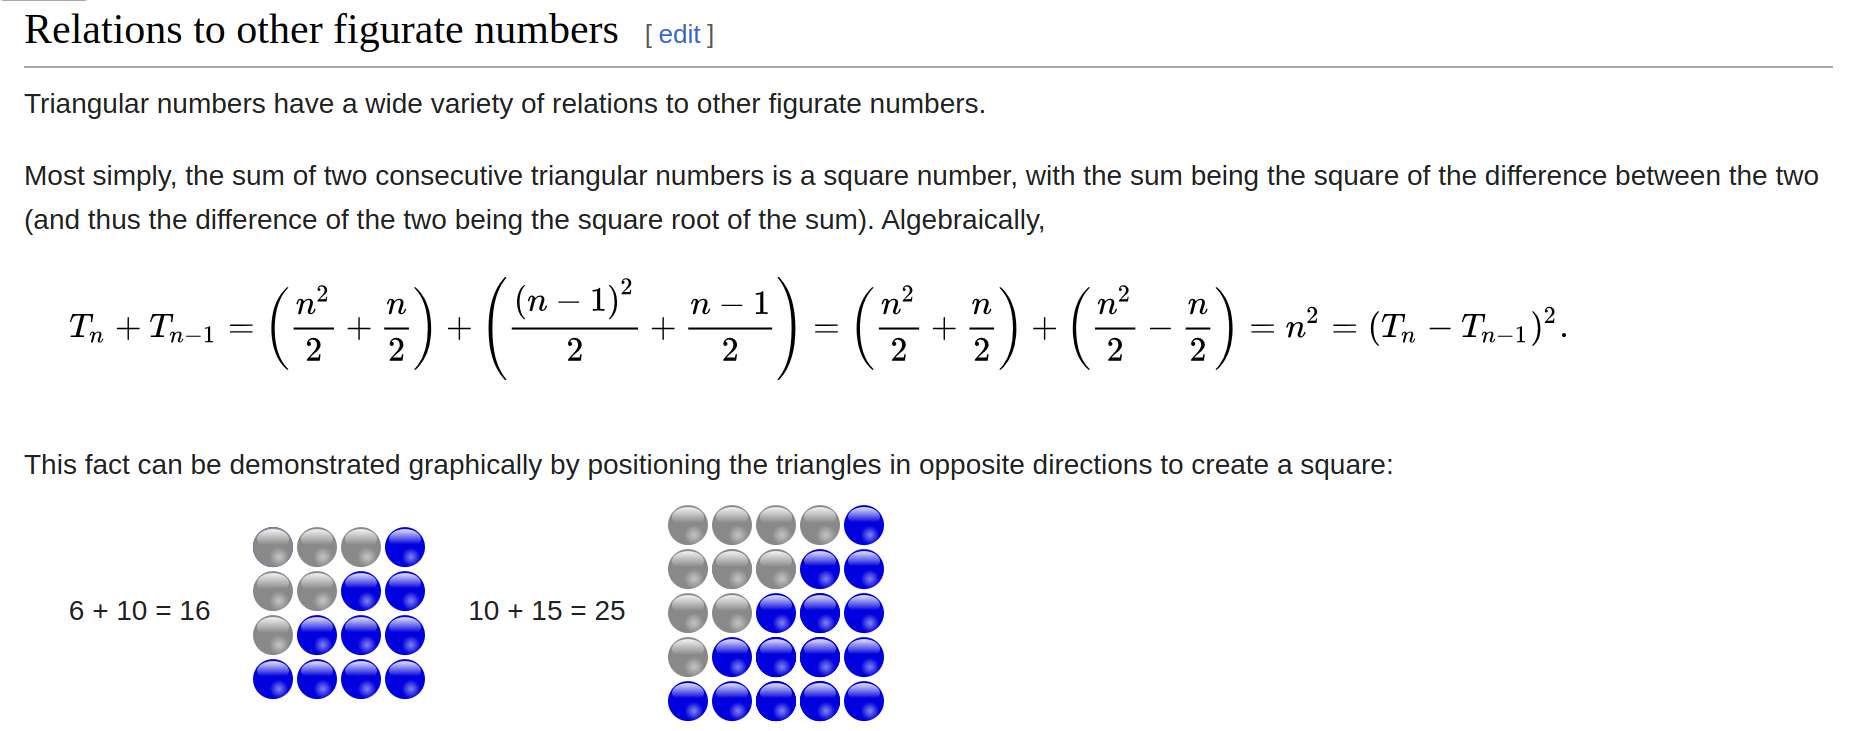 Relations to other figurate numbers [ edit ]
Triangular numbers have a wide variety of relations to other figurate numbers.
Most simply, the sum of two consecutive triangular numbers is a square number, with the sum being the square of the difference between the two
(and thus the difference of the two being the square root of the sum). Algebraically,
$T_n + T_{n-1} = \left(\frac{n^2}{2} + \frac{n}{2}\right) + \left(\frac{(n-1)^2}{2} + \frac{n-1}{2}\right) = \left(\frac{n^2}{2} + \frac{n}{2}\right) + \left(\frac{n^2}{2} - \frac{n}{2}\right) = n^2 = (T_n - T_{n-1})^2.$
This fact can be demonstrated graphically by positioning the triangles in opposite directions to create a square:
6 + 10 = 16
10 + 15 = 25